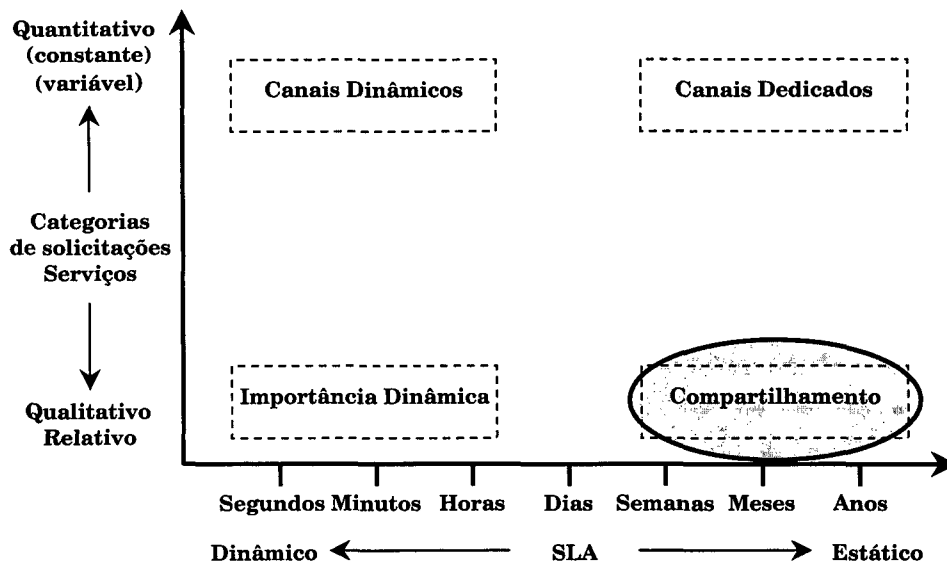 Quantitativo
(constante)
(variável)
Canais Dinâmicos
Canais Dedicados
Categorias
de solicitações
Serviços
Importância Dinâmica
Compartilhamento
Qualitativo
Relativo
Segundos Minutos Horas Dias Semanas Meses Anos
Dinâmico SLA Estático